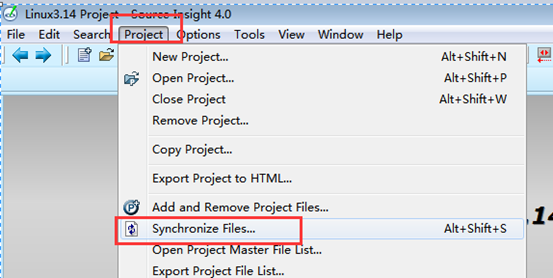 Linux3.14 Project - Source Insight 4.0
File Edit Search Project Options Tools View Window Help
New Project... Alt+Shift+N
Open Project... Alt+Shift+P
Close Project Alt+Shift+W
Remove Project...
Copy Project...
Export Project to HTML...
Add and Remove Project Files...
Synchronize Files... Alt+Shift+S
.14
Open Project Master File List...
Export Project File List...